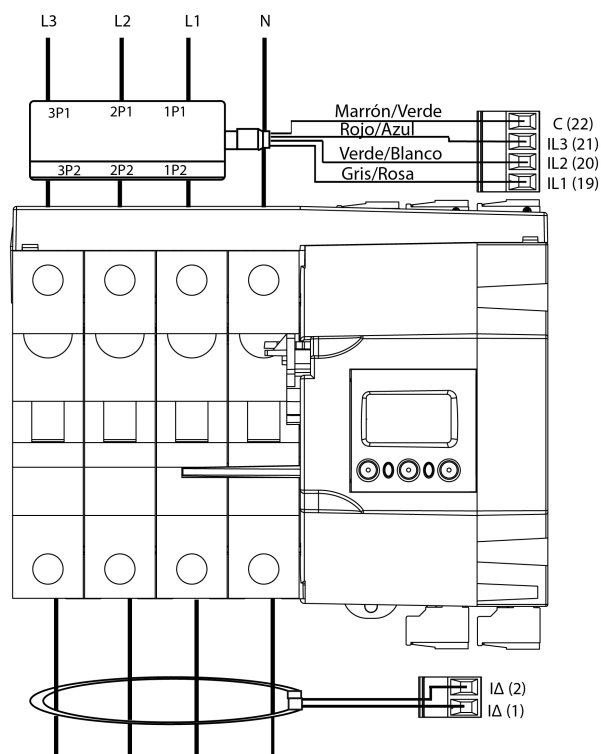 L3 L2 L1 N
3P1 2P1 1P1
3P2 2P2 1P2
Marrón/Verde
Rojo/Azul
Verde/Blanco
Gris/Rosa
C (22)
IL3 (21)
IL2 (20)
IL1 (19)
IΔ (2)
IΔ (1)